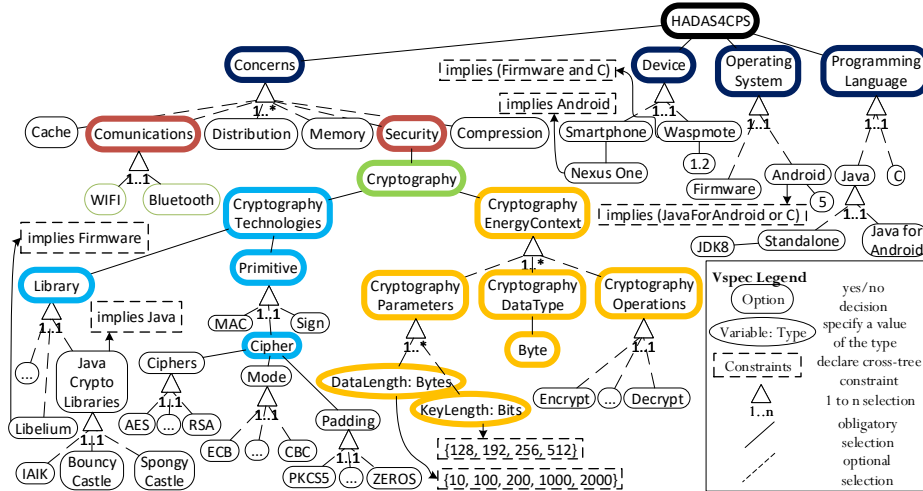 HADAS4CPS
Concerns
Device
Operating
System
Programming
Language
implies (Firmware and C)
implies Android
1..*
1..1
1..1
1..1
Cache
Comunications
Distribution
Memory
Security
Compression
Smartphone
Waspmote
1.2
Nexus One
Firmware
Android
5
Java
C
1..1
WIFI
Bluetooth
Cryptography
implies (JavaForAndroid or C)
1..1
JDK8
Standalone
Java for
Android
implies Firmware
Cryptography
Technologies
Cryptography
EnergyContext
Library
Primitive
1..*
1..1
implies Java
1..1
MAC
Sign
Cipher
Cryptography
Parameters
Cryptography
DataType
Cryptography
Operations
Byte
1..*
1..1
...
Java
Crypto
Libraries
Libelium
1..1
IAIK
Bouncy
Castle
Spongy
Castle
Ciphers
1..1
AES
...
RSA
Mode
1..1
ECB
...
CBC
Padding
1..1
PKCS5
...
ZEROS
DataLength: Bytes
KeyLength: Bits
Encrypt
...
Decrypt
{128, 192, 256, 512}
{10, 100, 200, 1000, 2000}
Vspec Legend
Option
yes/no
decision
Variable: Type
specify a value
of the type
Constraints
declare cross-tree
constraint
1..n
1 to n selection
obligatory
selection
optional
selection